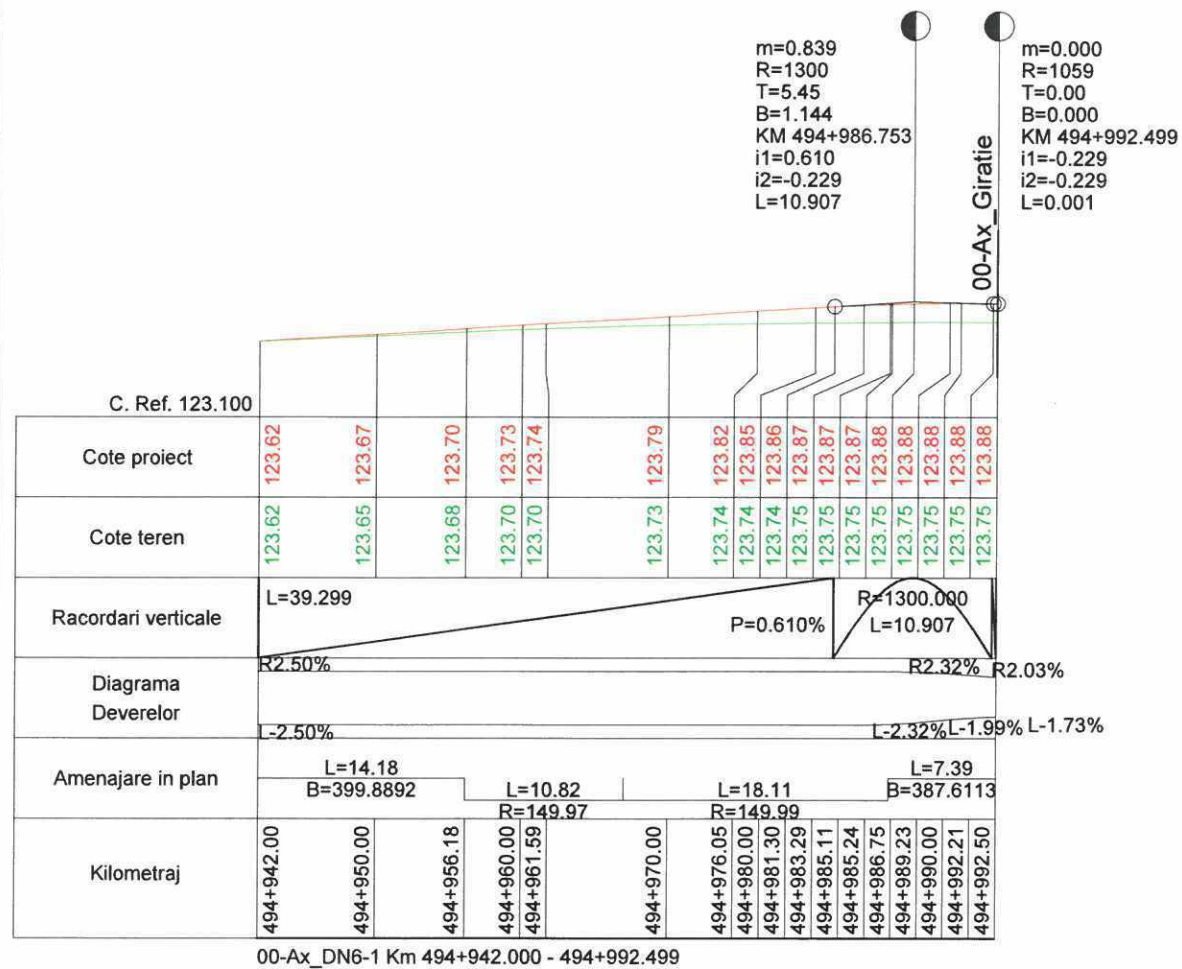 m=0.839
R=1300
T=5.45
B=1.144
KM 494+986.753
i1=0.610
i2=-0.229
L=10.907
m=0.000
R=1059
T=0.00
B=0.000
KM 494+992.499
i1=-0.229
i2=-0.229
L=0.001
00-Ax_Giratie
C. Ref. 123.100
Cote proiect
123.62 123.67 123.70 123.73 123.74 123.79 123.82 123.85 123.86 123.87 123.87 123.87 123.88 123.88 123.88 123.88 123.88
Cote teren
123.62 123.65 123.68 123.70 123.70 123.73 123.74 123.74 123.74 123.75 123.75 123.75 123.75 123.75 123.75 123.75 123.75
Racordari verticale
L=39.299
P=0.610%
R=1300.000
L=10.907
Diagrama
Deverelor
R2.50% R2.32% R2.03%
L-2.50% L-2.32% L-1.99% L-1.73%
Amenajare in plan
L=14.18
B=399.8892
L=10.82
R=149.97
L=18.11
R=149.99
L=7.39
B=387.6113
Kilometraj
494+942.00 494+950.00 494+956.18 494+960.00 494+961.59 494+970.00 494+976.05 494+980.00 494+981.30 494+983.29 494+985.11 494+985.24 494+986.75 494+989.23 494+990.00 494+992.21 494+992.50
00-Ax_DN6-1 Km 494+942.000 - 494+992.499